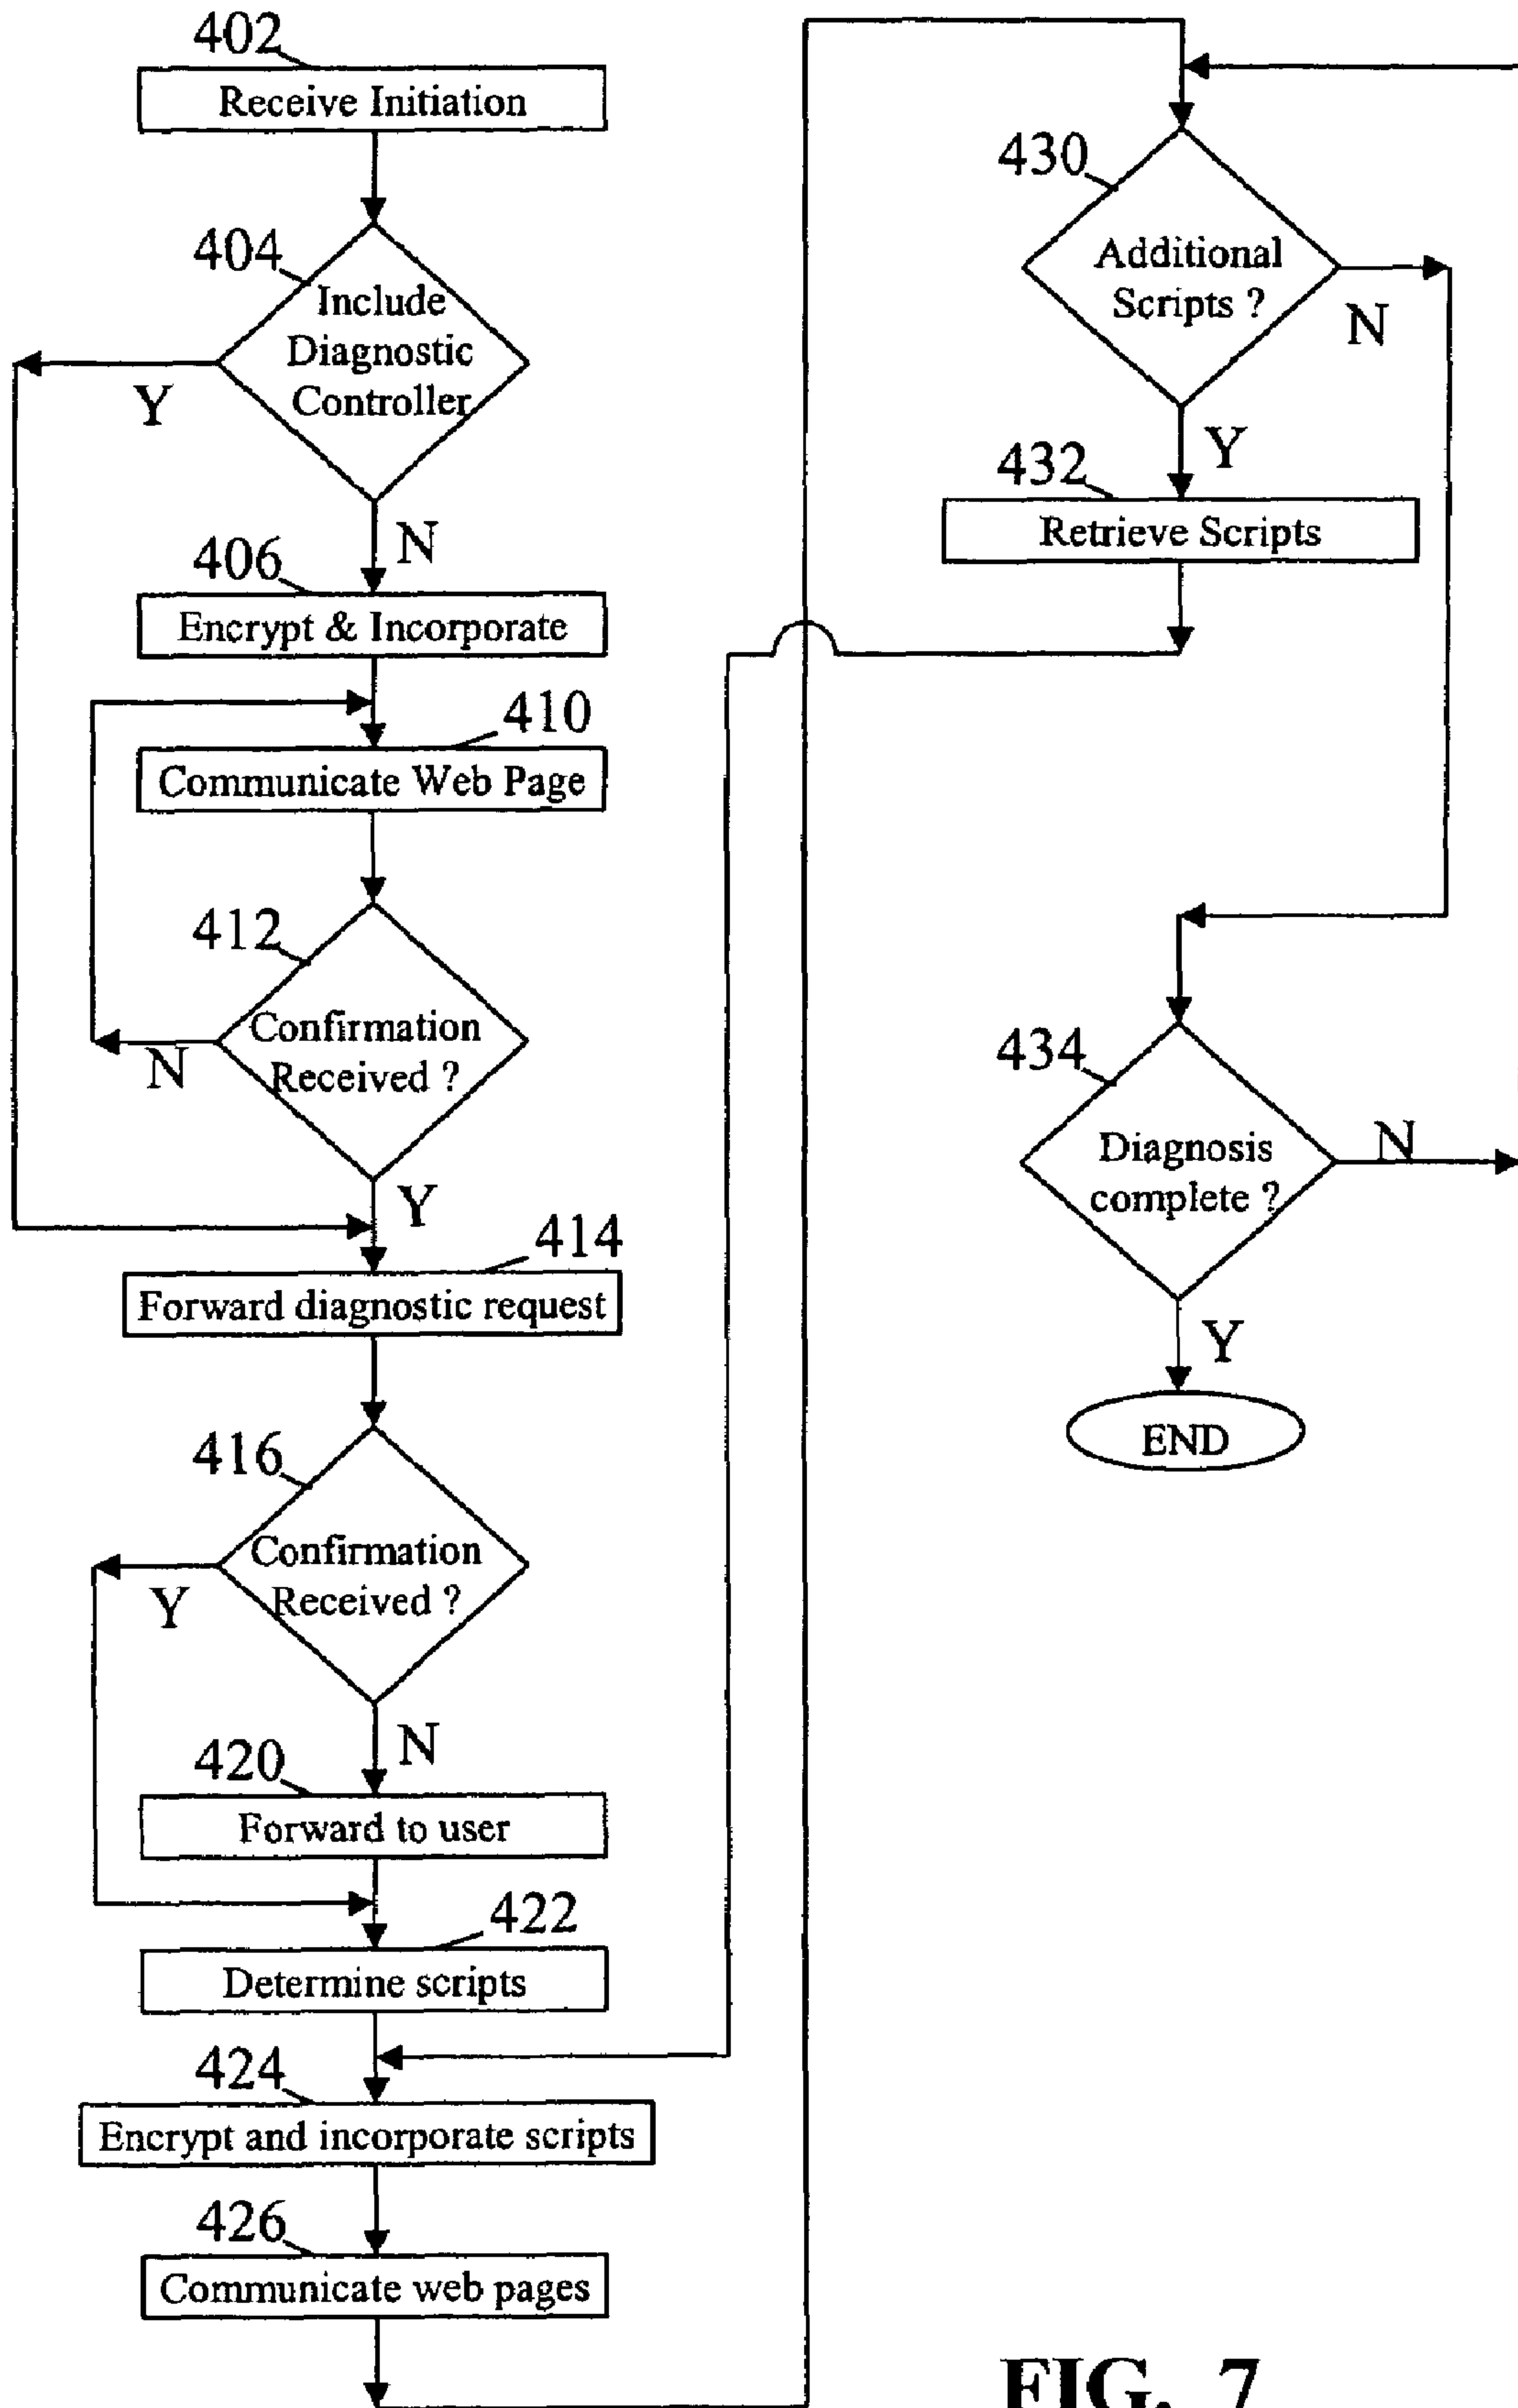 402
Receive Initiation
404
Include
Diagnostic
Controller
Y
N
406
Encrypt & Incorporate
410
Communicate Web Page
412
Confirmation
Received ?
N
Y
414
Forward diagnostic request
416
Confirmation
Received ?
Y
N
420
Forward to user
422
Determine scripts
424
Encrypt and incorporate scripts
426
Communicate web pages
430
Additional
Scripts ?
N
Y
432
Retrieve Scripts
434
Diagnosis
complete ?
N
Y
END
FIG. 7